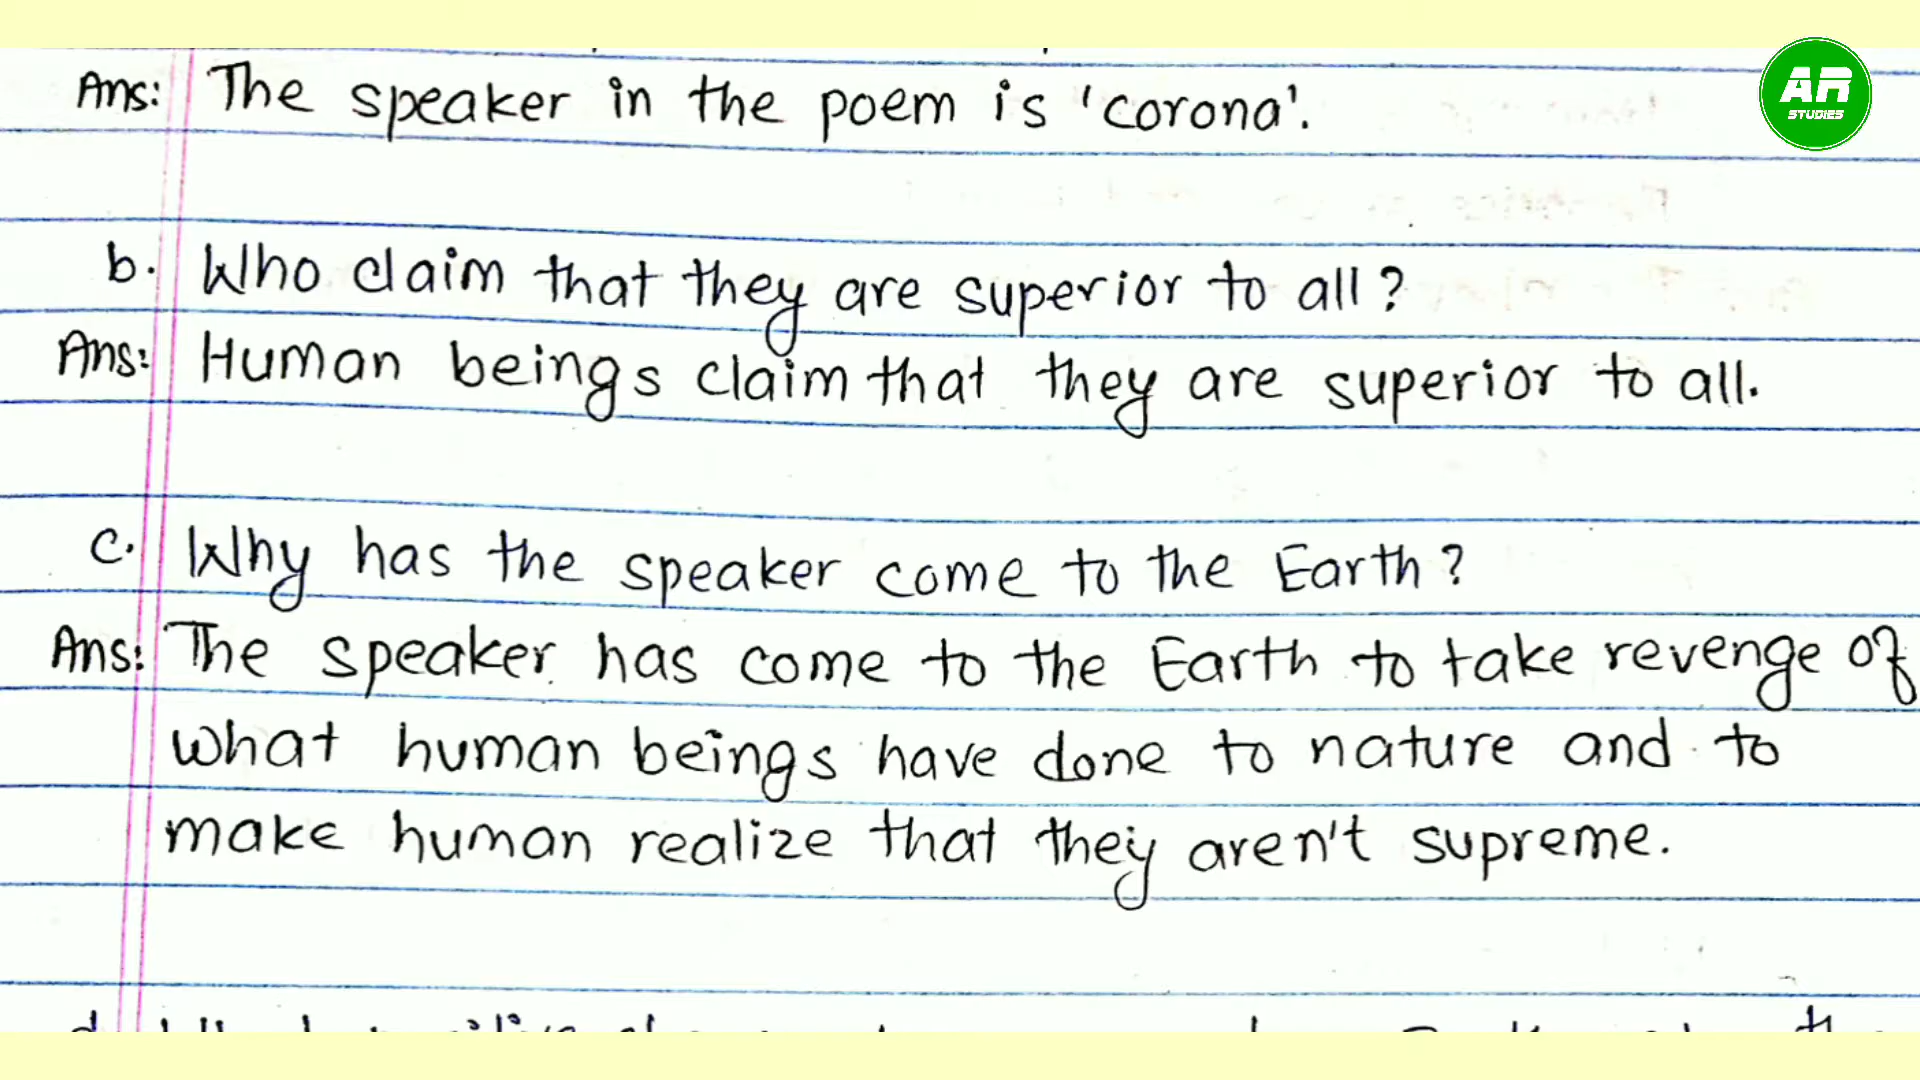 Ans: The speaker in the poem is 'corona'.
AR
STUDIES
b. Who claim that they are superior to all?
Ans: Human beings claim that they are superior to all.
c. Why has the speaker come to the Earth?
Ans: The speaker has come to the Earth to take revenge of
what human beings have done to nature and to
make human realize that they aren't supreme.